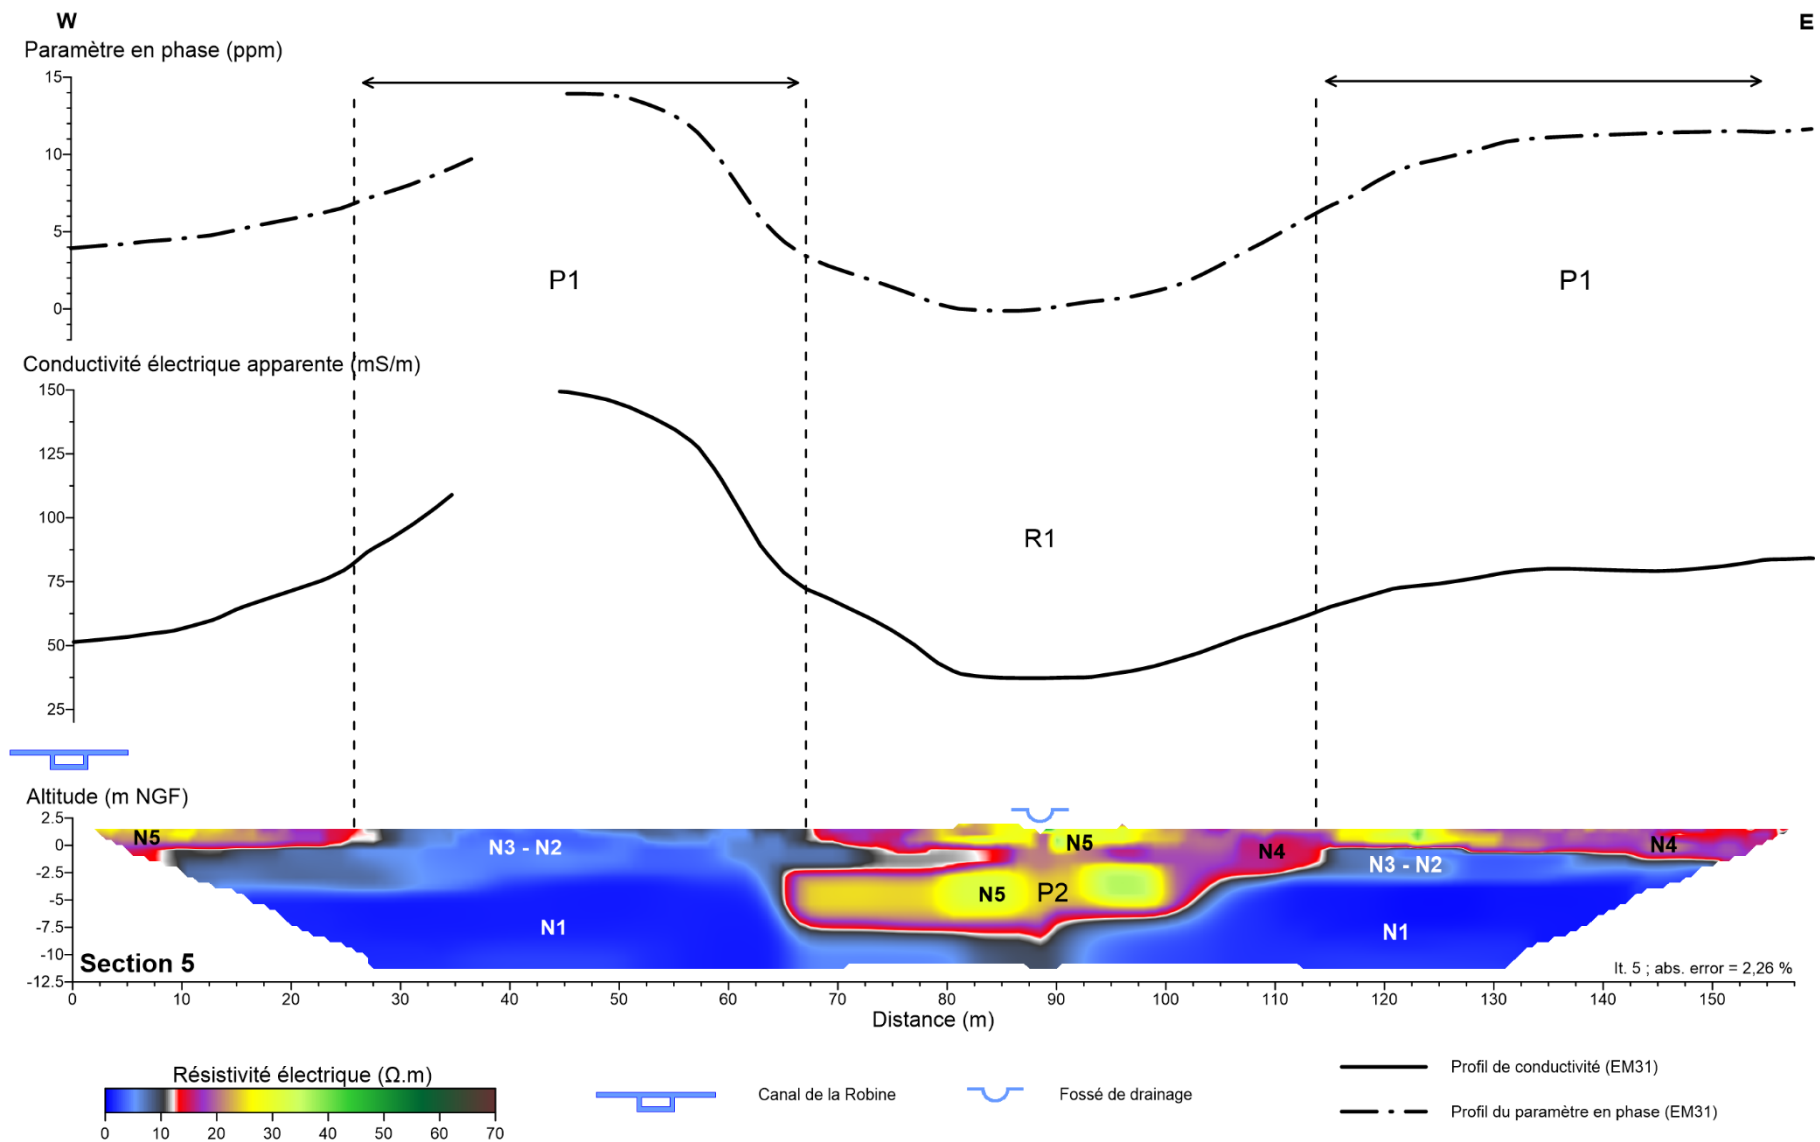 W
E
Paramètre en phase (ppm)
15
10
5
0
P1
P1
Conductivité électrique apparente (mS/m)
150
125
100
75
50
25
R1
Altitude (m NGF)
2.5
0
-2.5
-5
-7.5
-10
-12.5
N5
N3 - N2
N1
N5
N4
N5
P2
N3 - N2
N4
N1
Section 5
It. 5 ; abs. error = 2,26 %
0 10 20 30 40 50 60 70 80 90 100 110 120 130 140 150
Distance (m)
Résistivité électrique (Ω.m)
0 10 20 30 40 50 60 70
Canal de la Robine
Fossé de drainage
Profil de conductivité (EM31)
Profil du paramètre en phase (EM31)